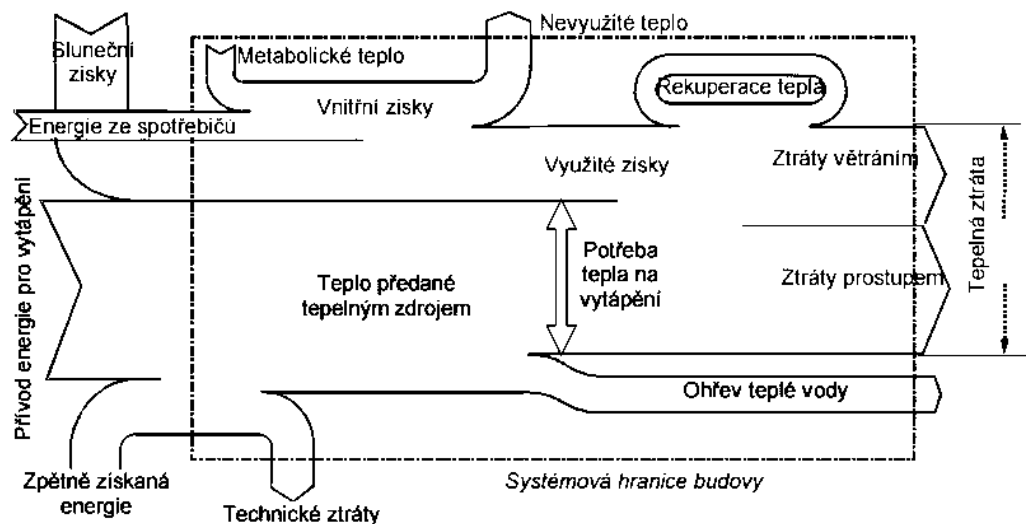 Nevyužité teplo
Sluneční
zisky
Metabolické teplo
Rekuperace tepla
Vnitřní zisky
Energie ze spotřebičů
Využité zisky
Ztráty větráním
Tepelná ztráta
Přívod energie pro vytápění
Potřeba
tepla na
vytápění
Teplo předané
tepelným zdrojem
Ztráty prostupem
Ohřev teplé vody
Zpětně získaná
energie
Systémová hranice budovy
Technické ztráty